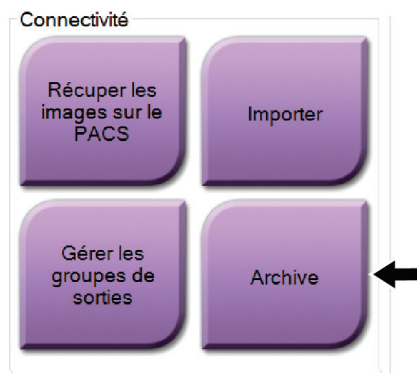 Connectivité
Récuper les
images sur le
PACS
Importer
Gérer les
groupes de
sorties
Archive